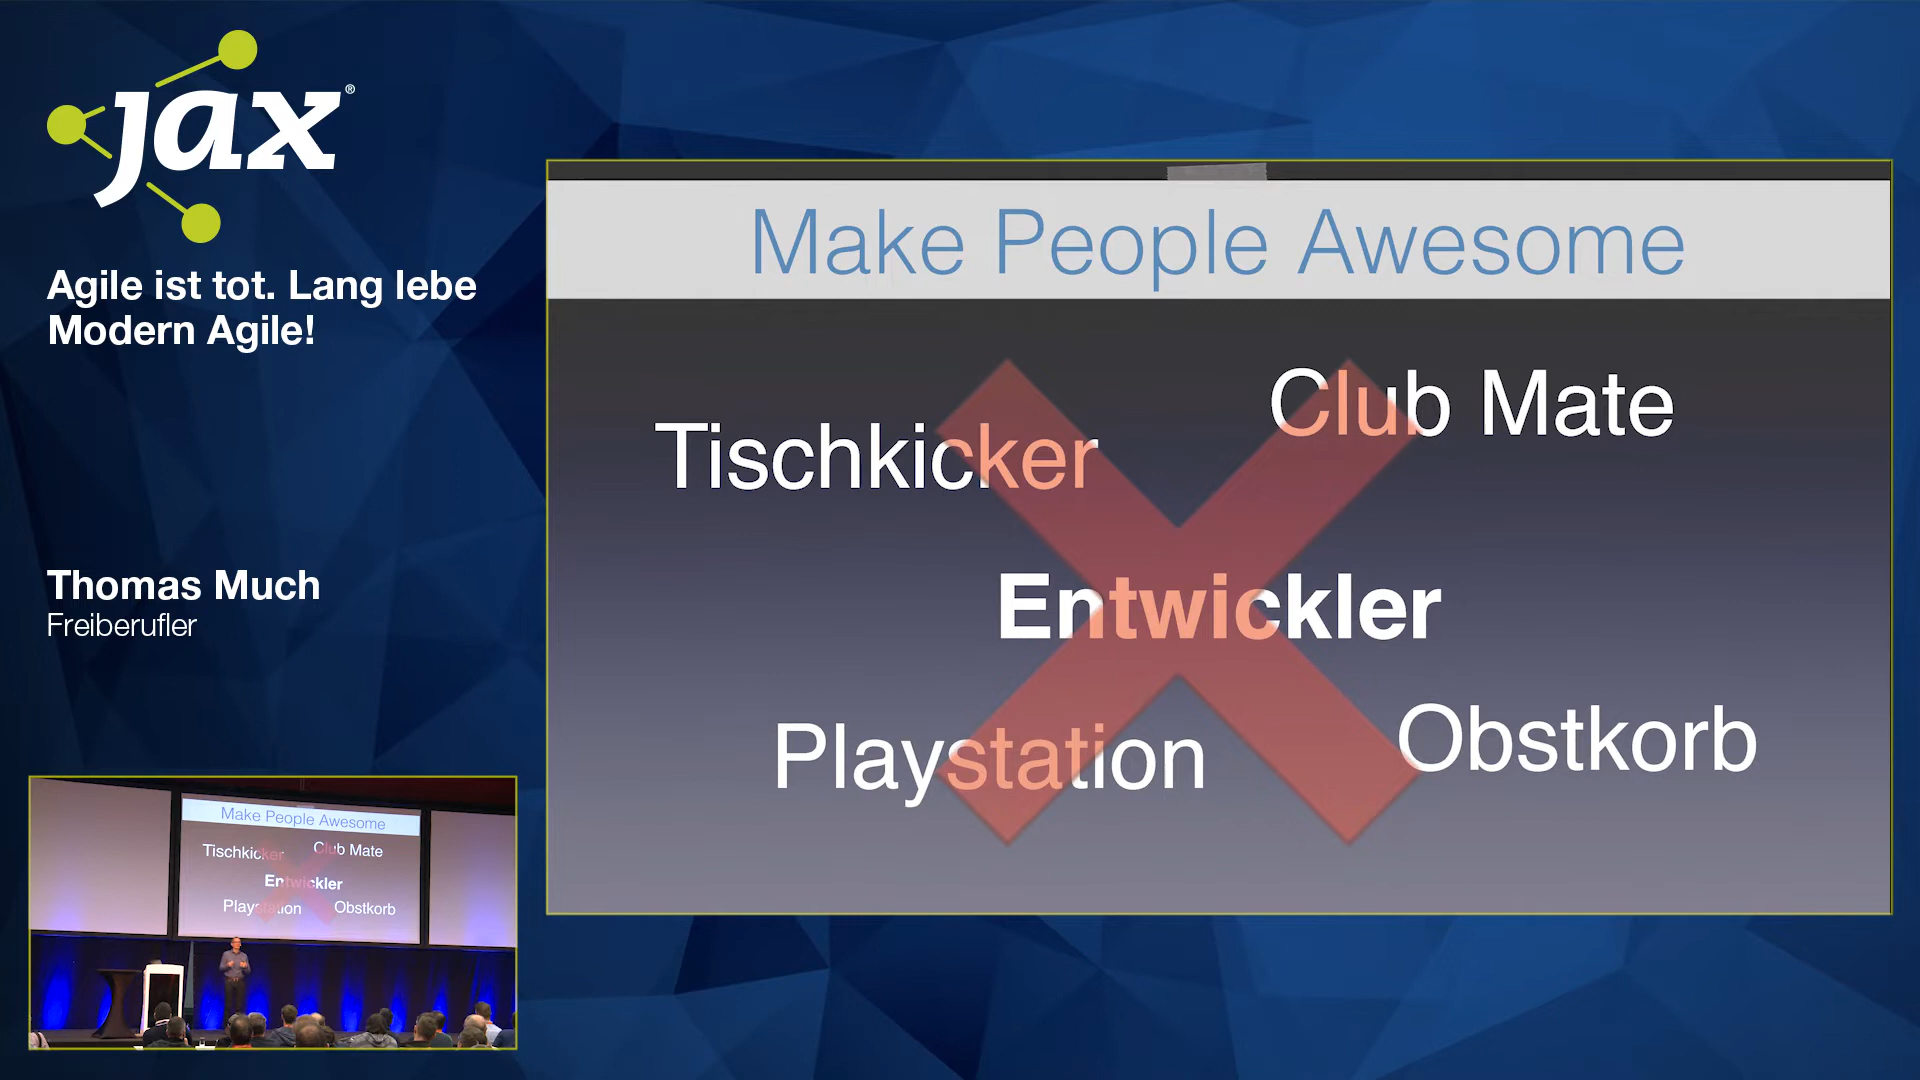 jax®
Agile ist tot. Lang lebe
Modern Agile!
Thomas Much
Freiberufler
Make People Awesome
Club Mate
Tischkicker
Entwickler
Obstkorb
Playstation
Make People Awesome
Tischkicker
Club Mate
Entwickler
Playstation
Obstkorb